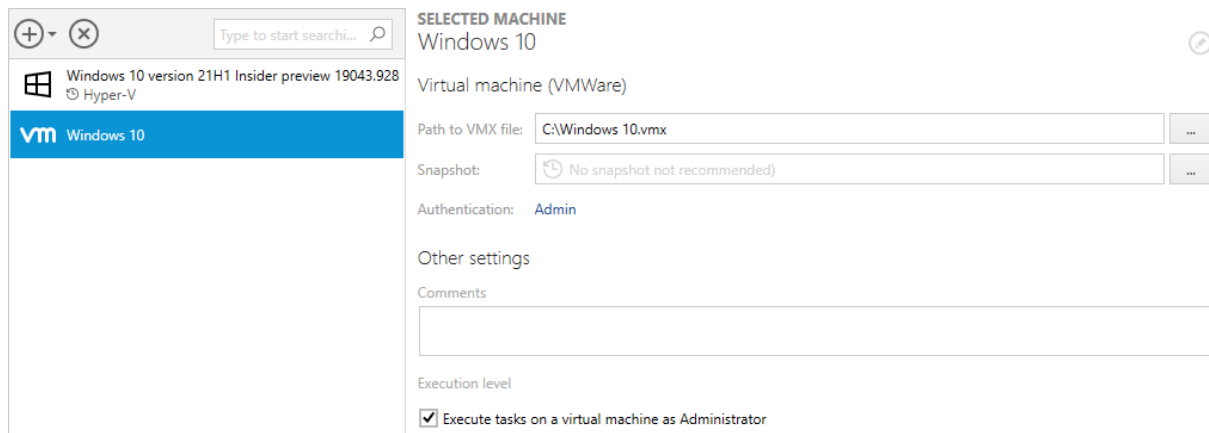 Type to start searchi...
Windows 10 version 21H1 Insider preview 19043.928
Hyper-V
vm Windows 10
SELECTED MACHINE
Windows 10
Virtual machine (VMWare)
Path to VMX file: C:\Windows 10.vmx ...
Snapshot: No snapshot not recommended) ...
Authentication: Admin
Other settings
Comments
Execution level
Execute tasks on a virtual machine as Administrator